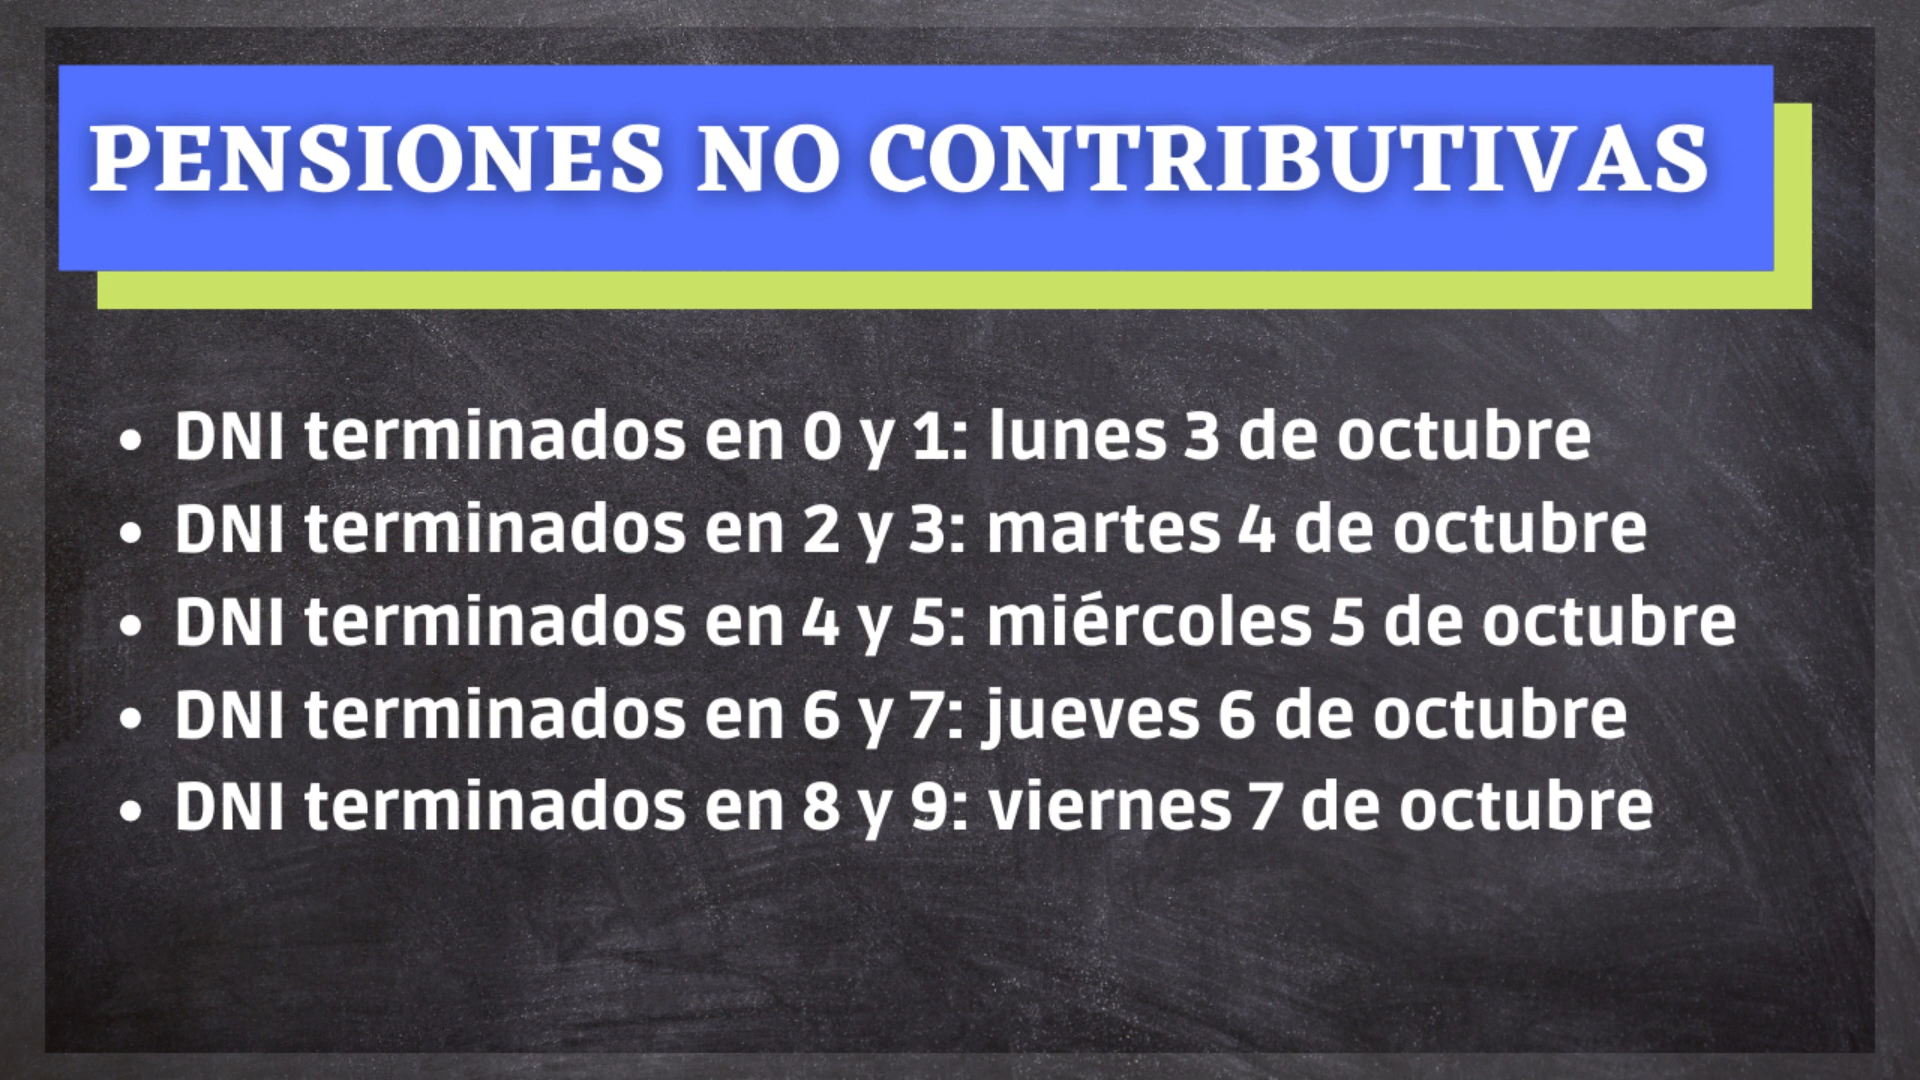 PENSIONES NO CONTRIBUTIVAS
• DNI terminados en 0 y 1: lunes 3 de octubre
• DNI terminados en 2 y 3: martes 4 de octubre
• DNI terminados en 4 y 5: miércoles 5 de octubre
• DNI terminados en 6 y 7: jueves 6 de octubre
• DNI terminados en 8 y 9: viernes 7 de octubre